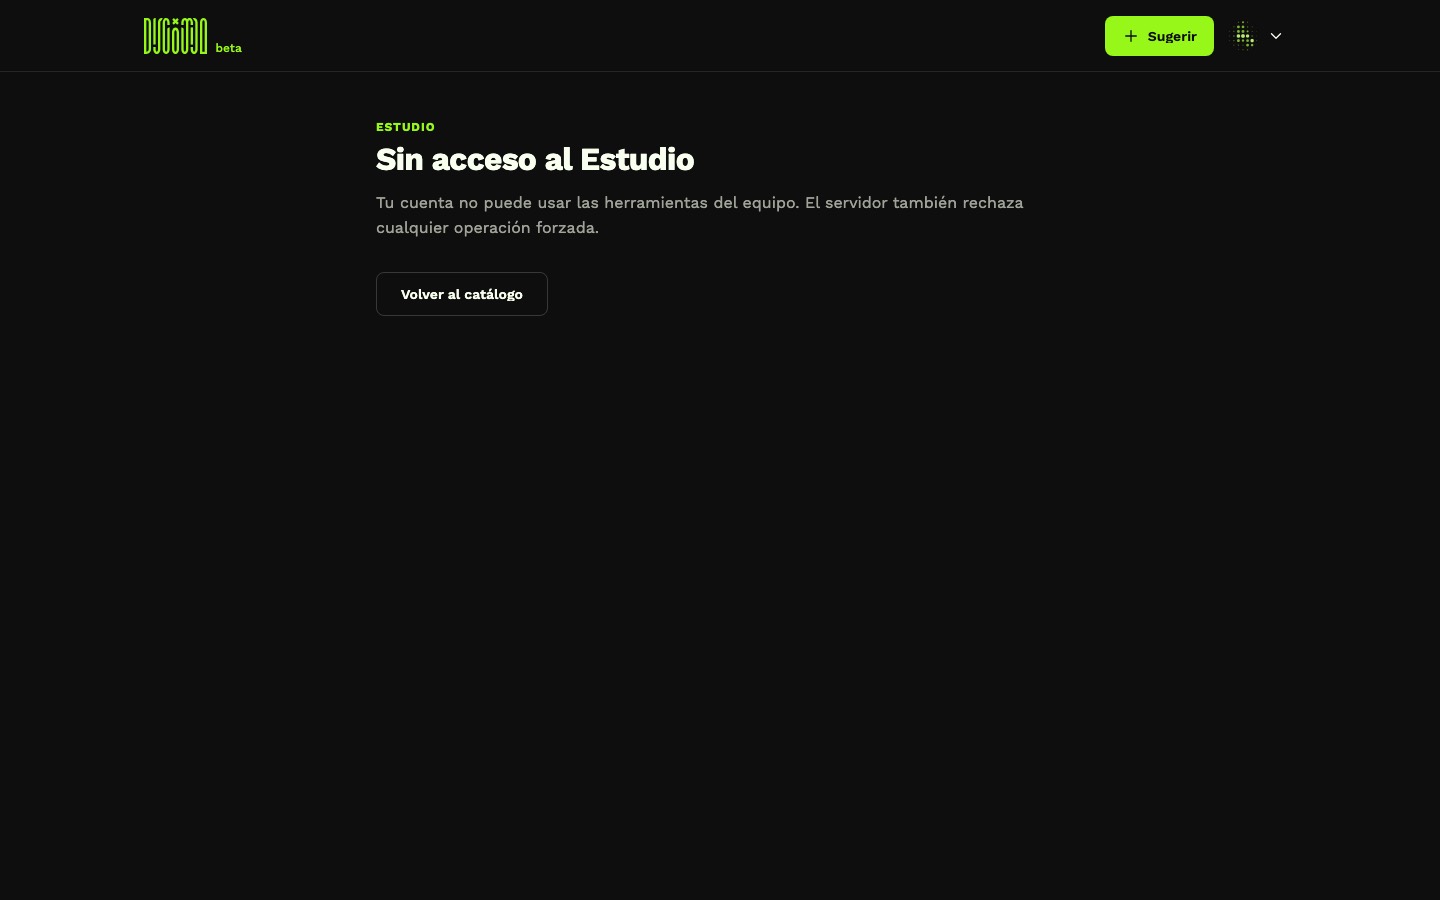 beta
Sugerir
ESTUDIO
Sin acceso al Estudio
Tu cuenta no puede usar las herramientas del equipo. El servidor también rechaza
cualquier operación forzada.
Volver al catálogo